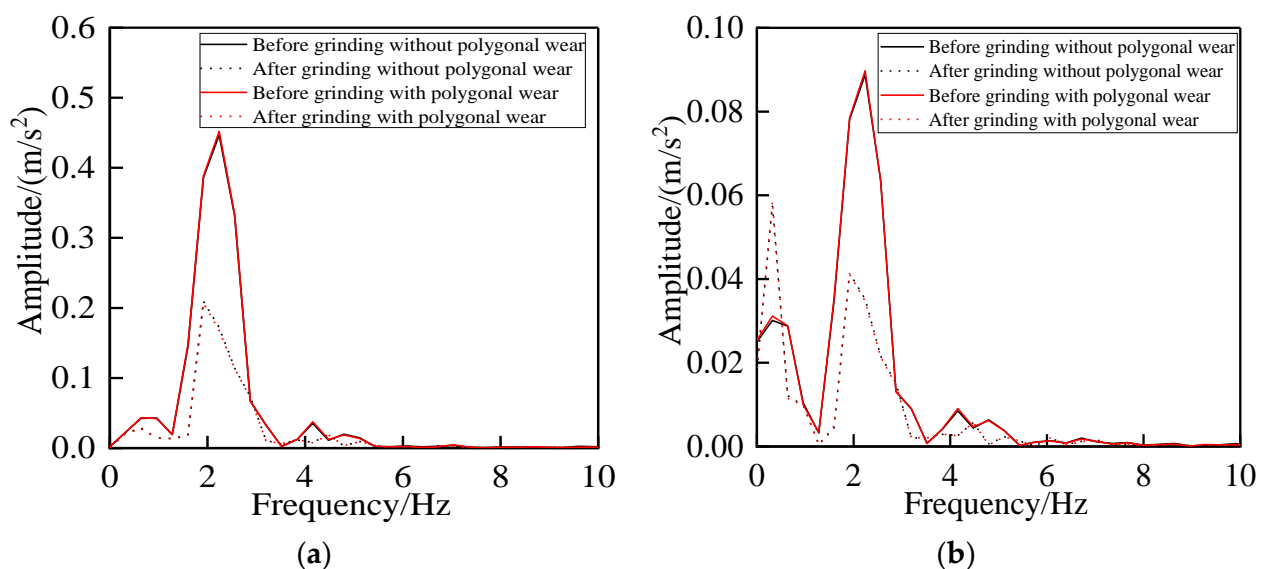 0.6
0.5
0.4
0.3
0.2
0.1
0.0
Amplitude/(m/s²)
Before grinding without polygonal wear
After grinding without polygonal wear
Before grinding with polygonal wear
After grinding with polygonal wear
0 2 4 6 8 10
Frequency/Hz
(a)
0.10
0.08
0.06
0.04
0.02
0.00
Amplitude/(m/s²)
Before grinding without polygonal wear
After grinding without polygonal wear
Before grinding with polygonal wear
After grinding with polygonal wear
0 2 4 6 8 10
Frequency/Hz
(b)